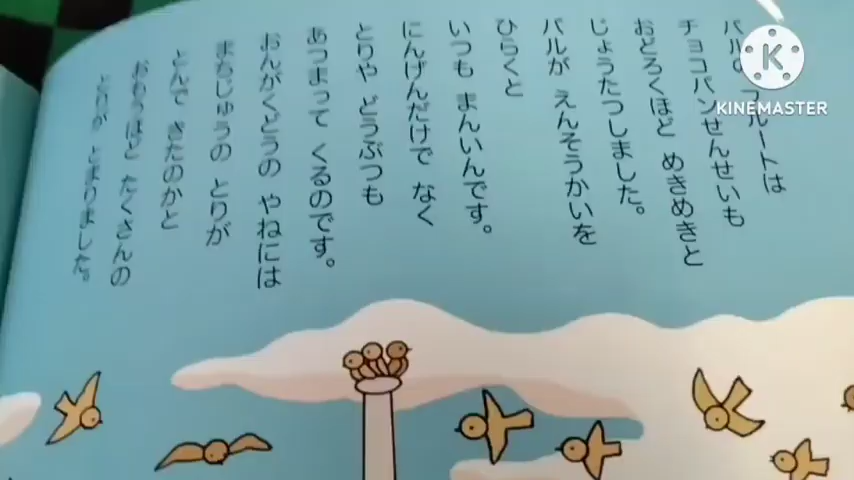 バルの フルートは
チョコパンせんせいも
おどろくほど めきめきと
じょうたつしました。
バルが えんそうかいを
ひらくと
いつも まんいんです。
にんげんだけで なく
とりや どうぶつも
あつまって くるのです。
おんがくどうの やねには
まちじゅうの とりが
とんで きたのかと
おもうほど たくさんの
とりが とまりました。
K
KINEMASTER